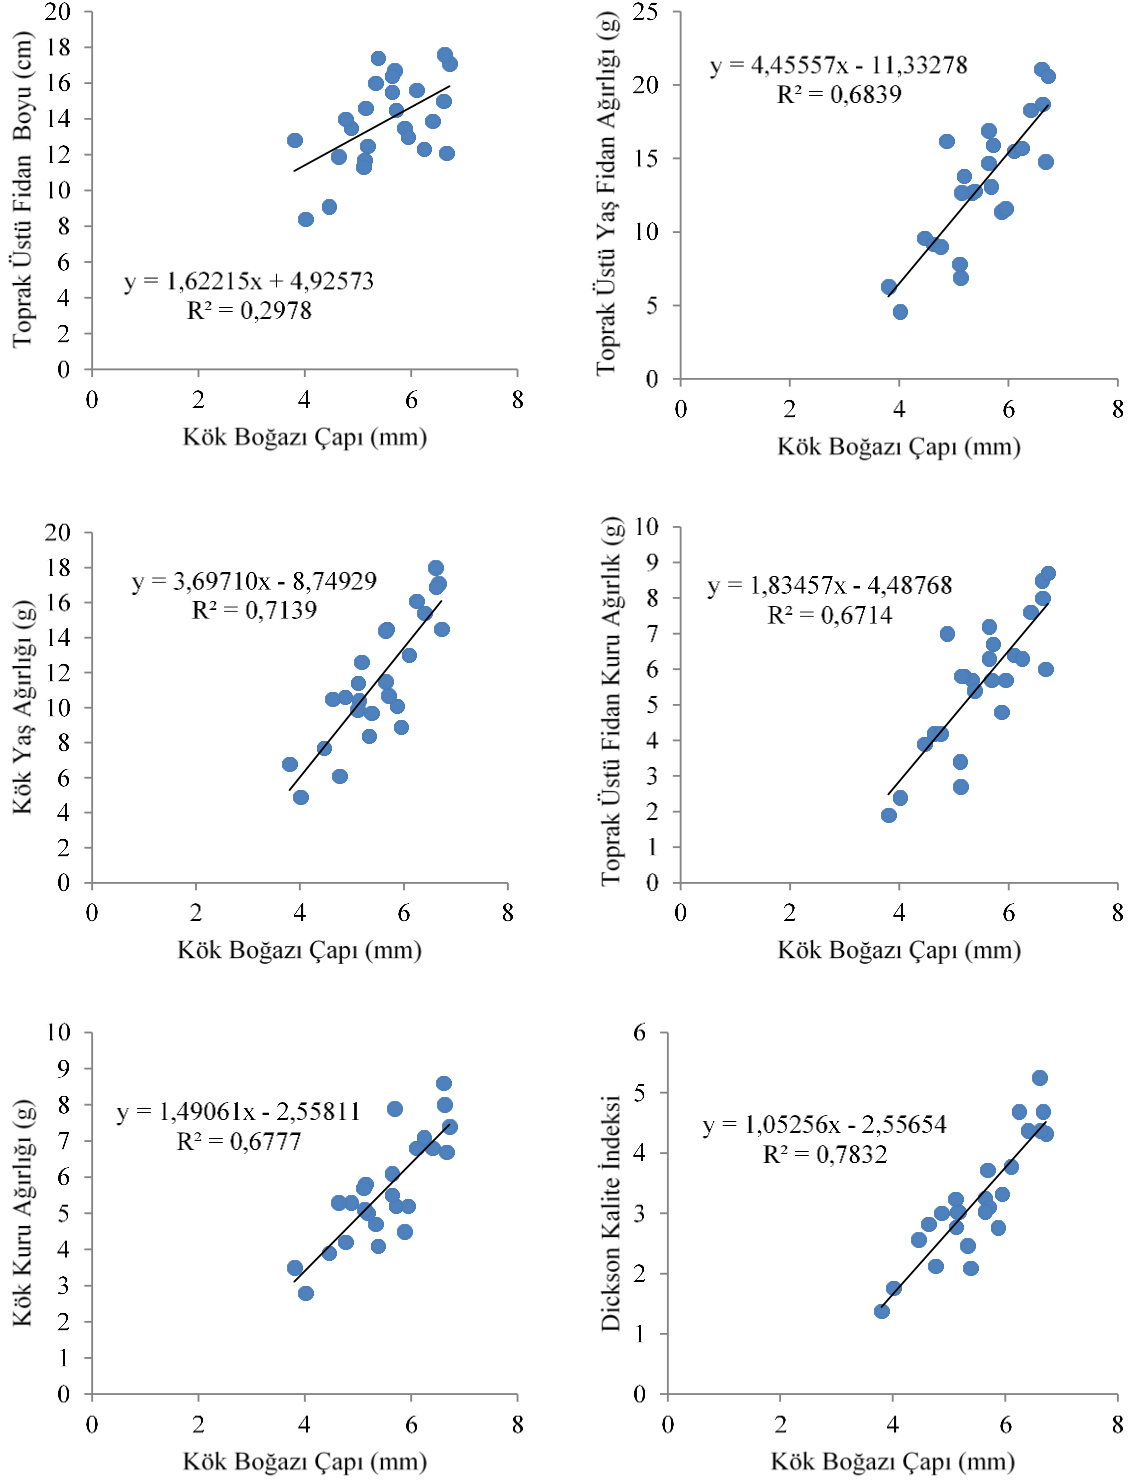 Toprak Üstü Fidan Boyu (cm)
20
18
16
14
12
10
8
6
4
2
0
y = 1,62215x + 4,92573
R² = 0,2978
0 2 4 6 8
Kök Boğazı Çapı (mm)
Toprak Üstü Yaş Fidan Ağırlığı (g)
25
20
15
10
5
0
y = 4,45557x - 11,33278
R² = 0,6839
0 2 4 6 8
Kök Boğazı Çapı (mm)
Kök Yaş Ağırlığı (g)
20
18
16
14
12
10
8
6
4
2
0
y = 3,69710x - 8,74929
R² = 0,7139
0 2 4 6 8
Kök Boğazı Çapı (mm)
Toprak Üstü Fidan Kuru Ağırlık (g)
10
9
8
7
6
5
4
3
2
1
0
y = 1,83457x - 4,48768
R² = 0,6714
0 2 4 6 8
Kök Boğazı Çapı (mm)
Kök Kuru Ağırlığı (g)
10
9
8
7
6
5
4
3
2
1
0
y = 1,49061x - 2,55811
R² = 0,6777
0 2 4 6 8
Kök Boğazı Çapı (mm)
Dickson Kalite İndeksi
6
5
4
3
2
1
0
y = 1,05256x - 2,55654
R² = 0,7832
0 2 4 6 8
Kök Boğazı Çapı (mm)